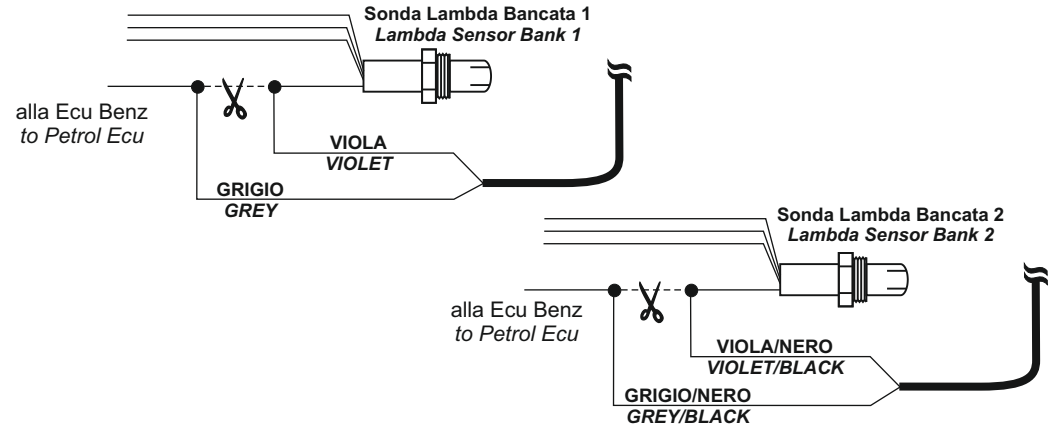 Sonda Lambda Bancata 1
Lambda Sensor Bank 1
alla Ecu Benz
to Petrol Ecu
VIOLA
VIOLET
GRIGIO
GREY
Sonda Lambda Bancata 2
Lambda Sensor Bank 2
alla Ecu Benz
to Petrol Ecu
VIOLA/NERO
VIOLET/BLACK
GRIGIO/NERO
GREY/BLACK